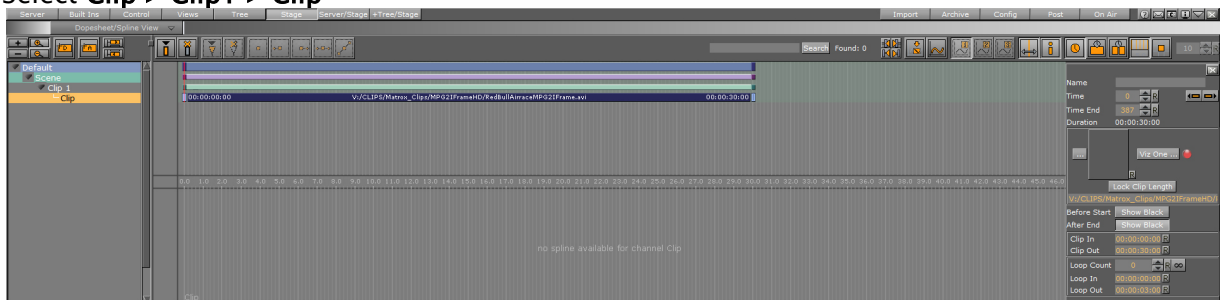 Select Clip > Clip1 > Clip
Server Built Ins Control Views Tree Stage Server/Stage +Tree/Stage Import Archive Config Post On Air
Dopesheet/Spline View
Search Found: 0 10 R
Default
Scene
Clip 1
Clip
00:00:00:00 V:/CLIPS/Matrox_Clips/MPG2IFrameHD/RedBullAirraceMPG2IFrame.avi 00:00:30:00
0.0 1.0 2.0 3.0 4.0 5.0 6.0 7.0 8.0 9.0 10.0 11.0 12.0 13.0 14.0 15.0 16.0 17.0 18.0 19.0 20.0 21.0 22.0 23.0 24.0 25.0 26.0 27.0 28.0 29.0 30.0 31.0 32.0 33.0 34.0 35.0 36.0 37.0 38.0 39.0 40.0 41.0 42.0 43.0 44.0 45.0 46.0
no spline available for channel Clip
Clip
Name
Time 0 R
Time End 387 R
Duration 00:00:30:00
... Viz One ...
R
Lock Clip Length
V:/CLIPS/Matrox_Clips/MPG2IFrameHD/
Before Start Show Black
After End Show Black
Clip In 00:00:00:00 R
Clip Out 00:00:30:00 R
Loop Count 0 R ∞
Loop In 00:00:00:00 R
Loop Out 00:00:03:00 R